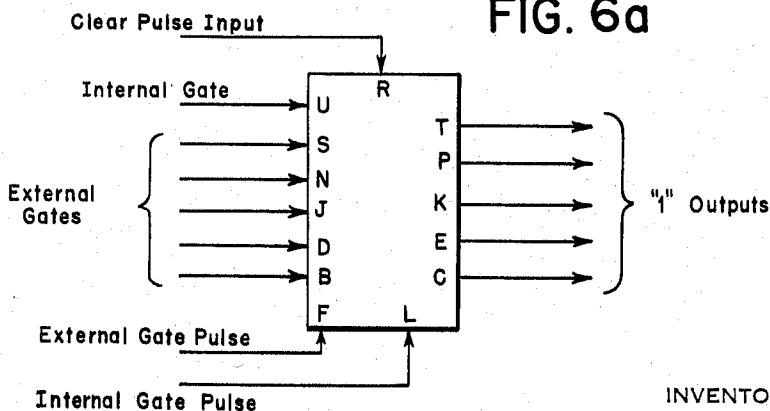 FIG. 6a
Clear Pulse Input
R
Internal Gate
U
S
N
J
D
B
External
Gates
F
L
T
P
K
E
C
"1" Outputs
External Gate Pulse
Internal Gate Pulse
INVENTO